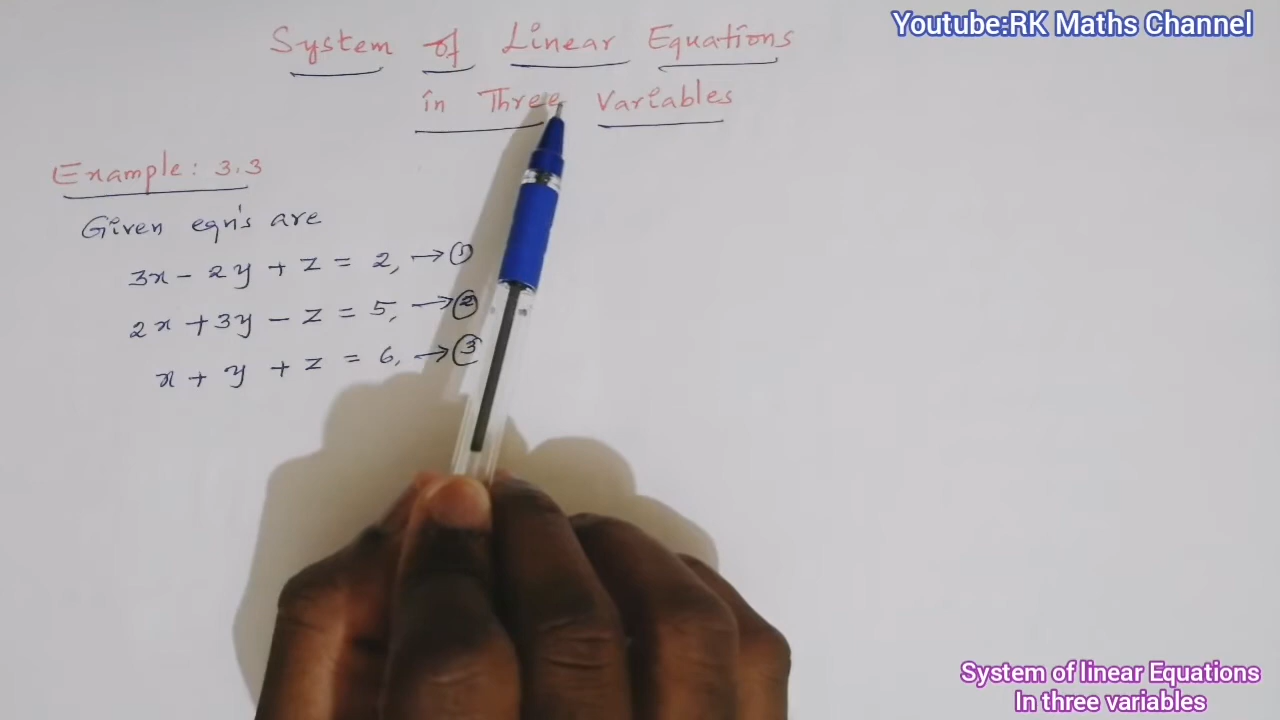 Youtube:RK Maths Channel
System of Linear Equations
in Three Variables
Example: 3.3
Given eqn's are
3x - 2y + z = 2, → ①
2x + 3y - z = 5, → ②
x + y + z = 6, → ③
System of linear Equations
In three variables